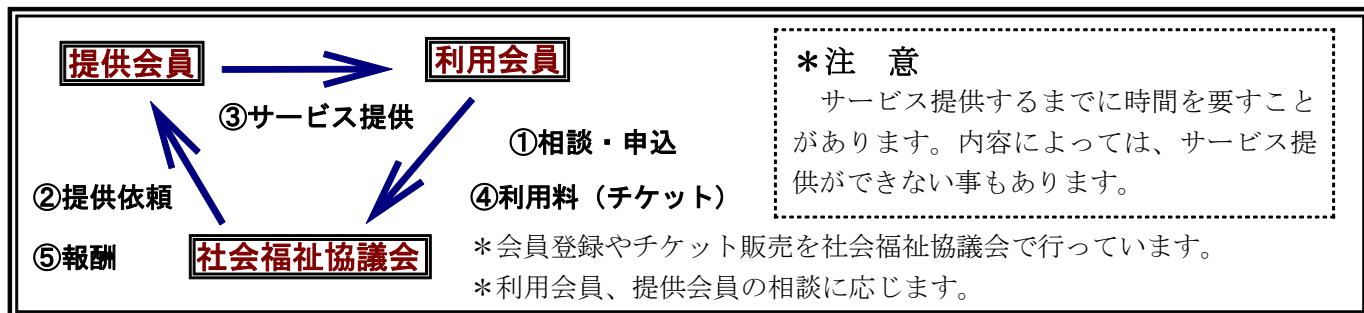 提供会員
利用会員
③サービス提供
①相談・申込
②提供依頼
④利用料（チケット）
⑤報酬
社会福祉協議会
＊注　意
　サービス提供するまでに時間を要すこと
があります。内容によっては、サービス提
供ができない事もあります。
＊会員登録やチケット販売を社会福祉協議会で行っています。
＊利用会員、提供会員の相談に応じます。